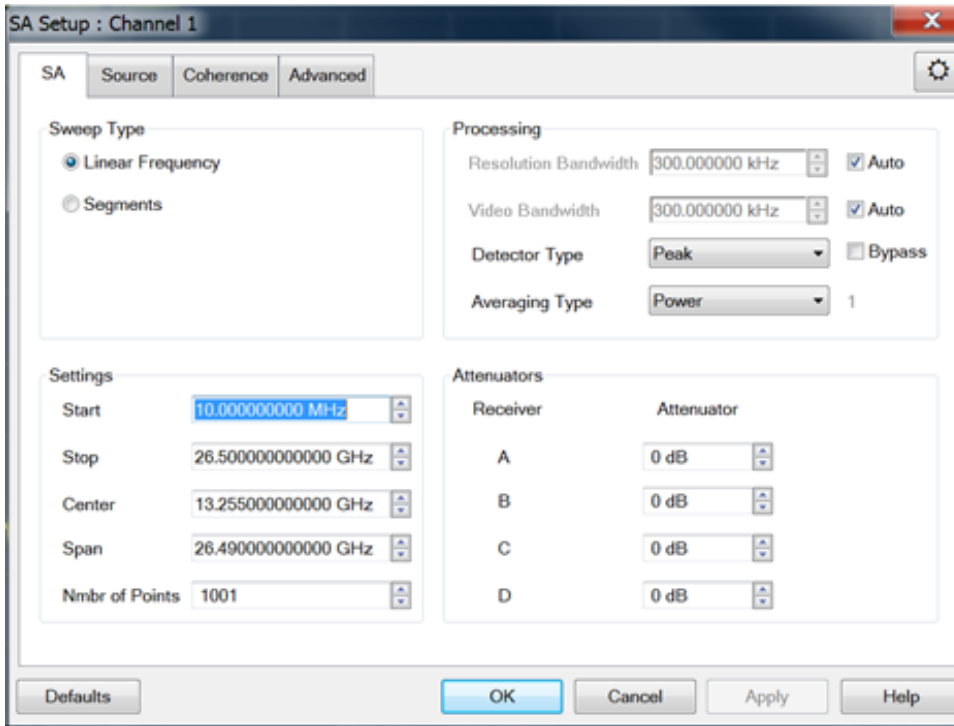 SA Setup : Channel 1
SA Source Coherence Advanced
Sweep Type
Linear Frequency
Segments
Processing
Resolution Bandwidth 300.000000 kHz Auto
Video Bandwidth 300.000000 kHz Auto
Detector Type Peak Bypass
Averaging Type Power 1
Settings
Start 10.000000000 MHz
Stop 26.500000000000 GHz
Center 13.255000000000 GHz
Span 26.490000000000 GHz
Nmbr of Points 1001
Attenuators
Receiver Attenuator
A 0 dB
B 0 dB
C 0 dB
D 0 dB
Defaults OK Cancel Apply Help